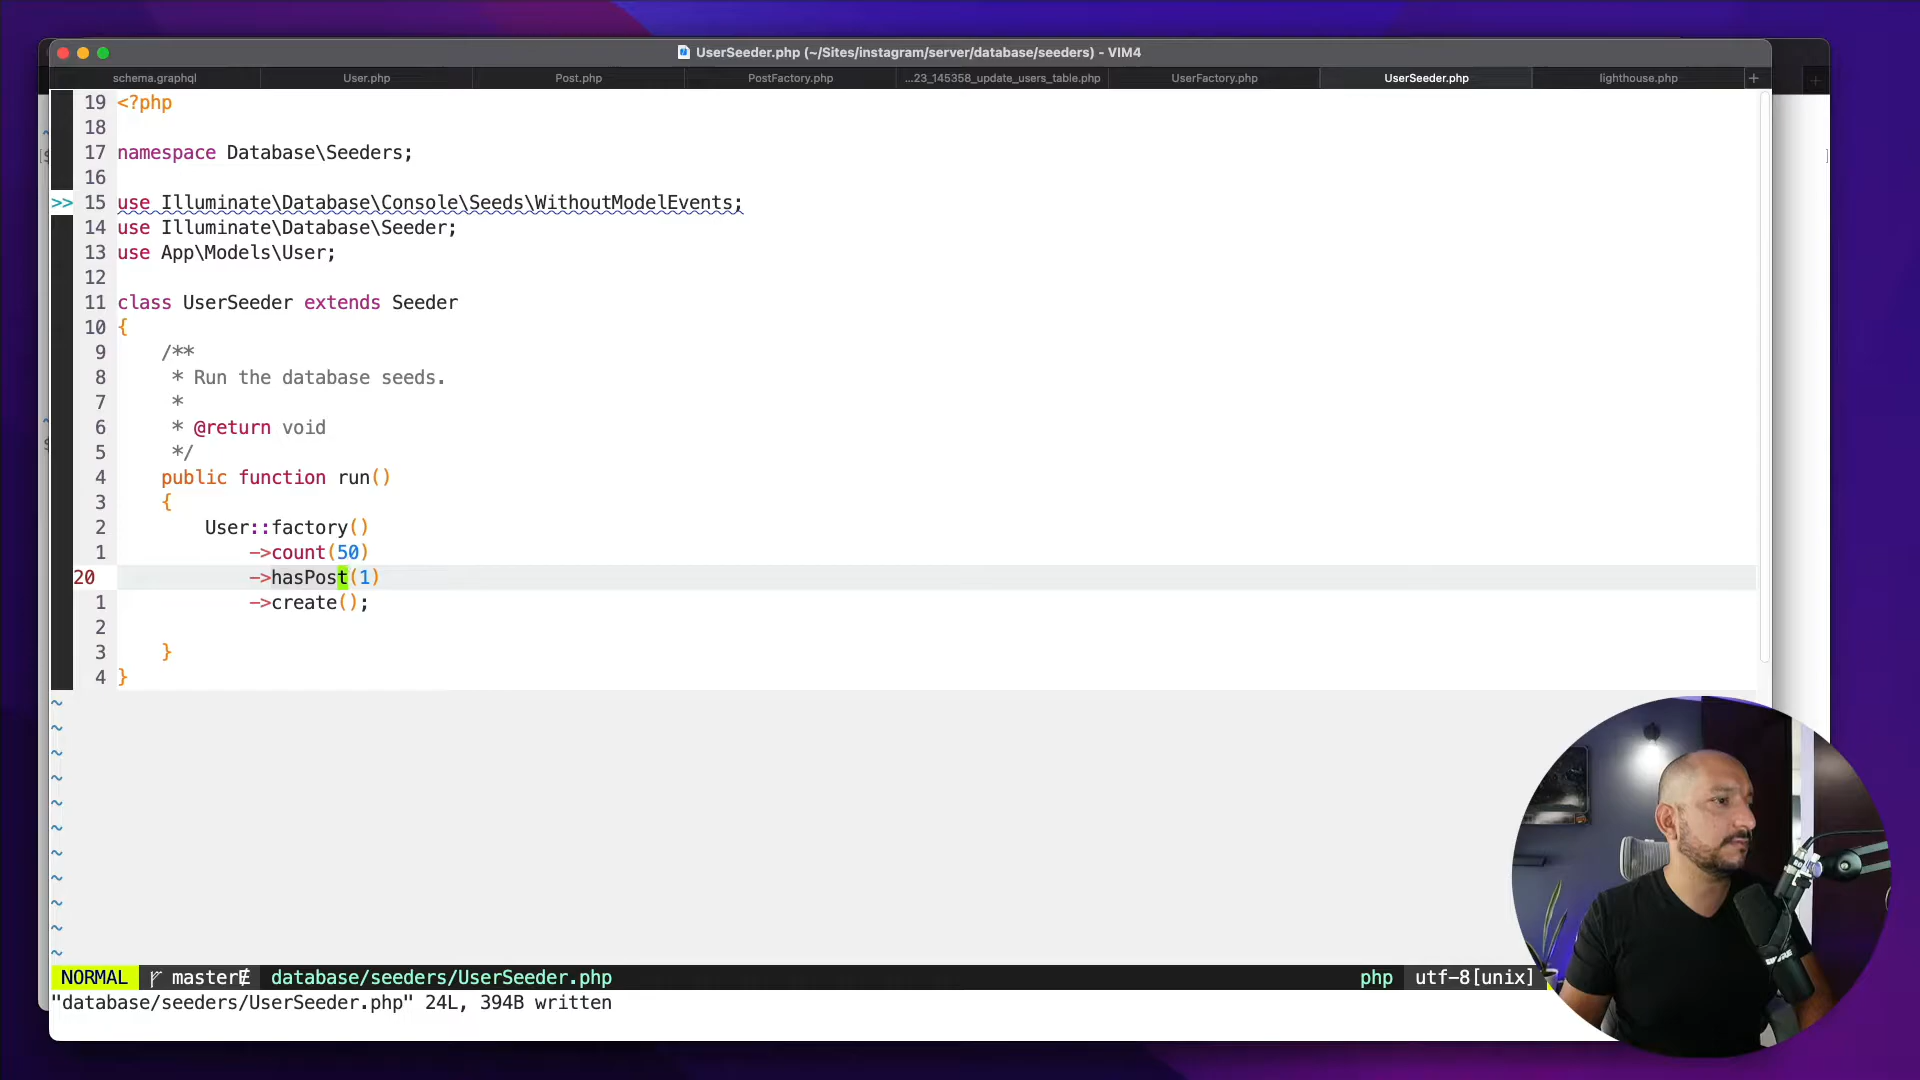 UserSeeder.php (~/Sites/instagram/server/database/seeders) - VIM4
schema.graphql User.php Post.php PostFactory.php ...23_145358_update_users_table.php UserFactory.php UserSeeder.php lighthouse.php +
19 <?php
18
17 namespace Database\Seeders;
16
>> 15 use Illuminate\Database\Console\Seeds\WithoutModelEvents;
14 use Illuminate\Database\Seeder;
13 use App\Models\User;
12
11 class UserSeeder extends Seeder
10 {
9 /**
8 * Run the database seeds.
7 *
6 * @return void
5 */
4 public function run()
3 {
2 User::factory()
1 ->count(50)
20 ->hasPost(1)
1 ->create();
2
3 }
4 }
~
~
~
~
~
~
~
~
~
~
~
NORMAL master database/seeders/UserSeeder.php php utf-8[unix]
"database/seeders/UserSeeder.php" 24L, 394B written